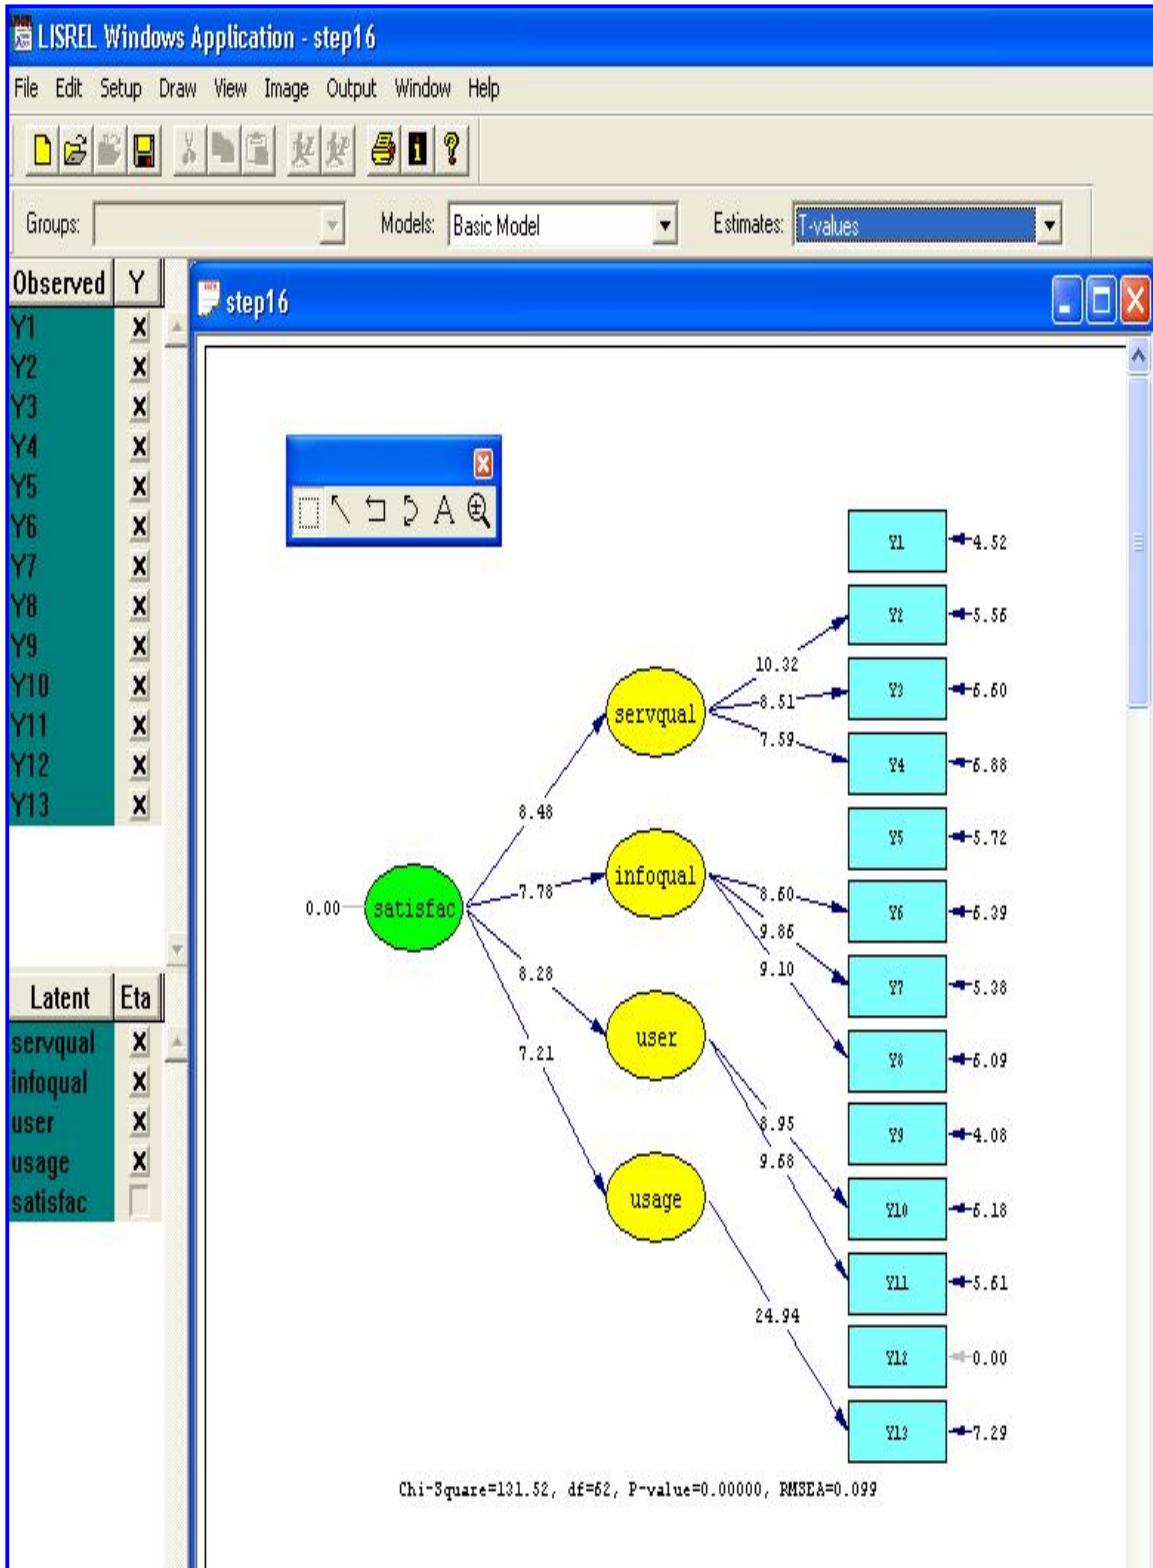 LISREL Windows Application - step16
File Edit Setup Draw View Image Output Window Help
Groups: Models: Basic Model Estimates: T-values
Observed Y
Y1
Y2
Y3
Y4
Y5
Y6
Y7
Y8
Y9
Y10
Y11
Y12
Y13
Latent Eta
servqual
infoqual
user
usage
satisfac
step16
A
0.00
satisfac
8.48
7.78
8.28
7.21
servqual
infoqual
user
usage
10.32
8.51
7.59
8.60
9.86
9.10
8.95
9.68
24.94
Y1 4.52
Y2 5.56
Y3 6.60
Y4 6.88
Y5 5.72
Y6 6.39
Y7 5.38
Y8 6.09
Y9 4.08
Y10 6.18
Y11 5.61
Y12 0.00
Y13 7.29
Chi-Square=131.52, df=62, P-value=0.00000, RMSEA=0.099